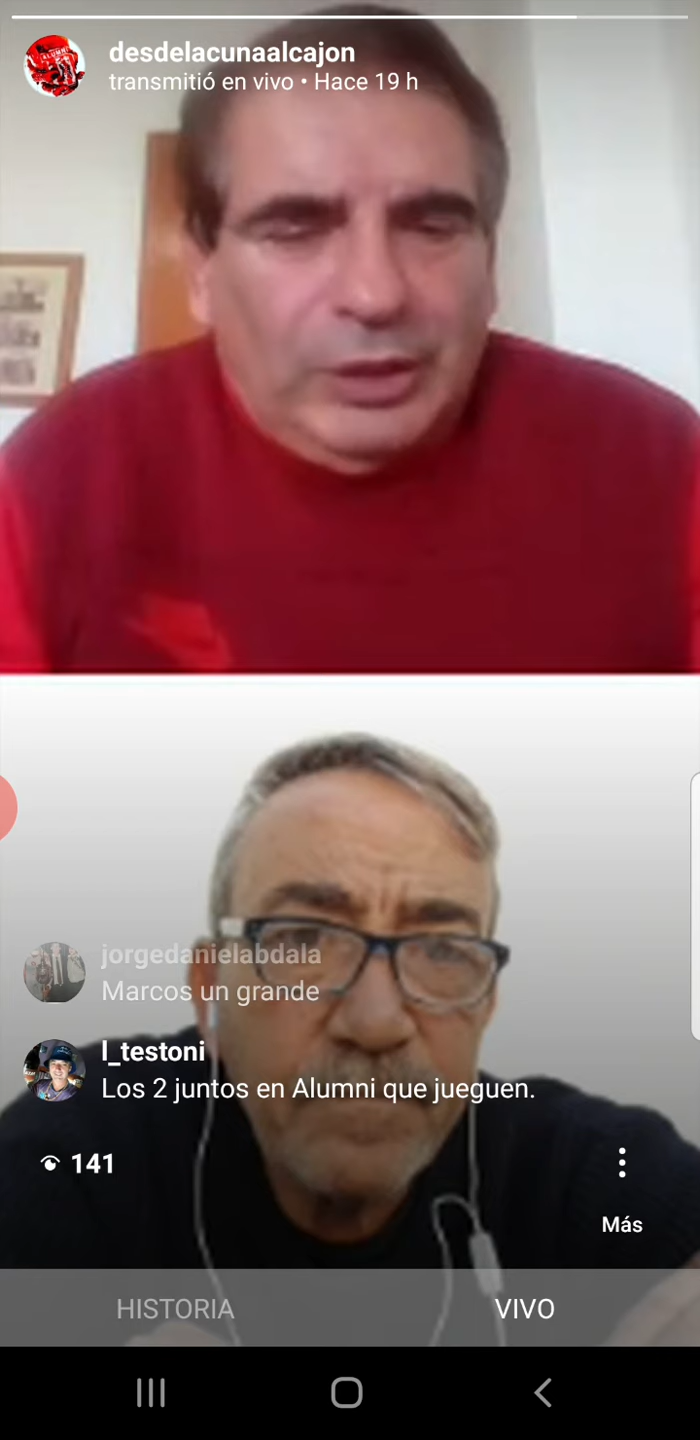 desdelacunaalcajon
transmitió en vivo • Hace 19 h
jorgedanielabdala
Marcos un grande
l_testoni
Los 2 juntos en Alumni que jueguen.
141
Más
HISTORIA
VIVO